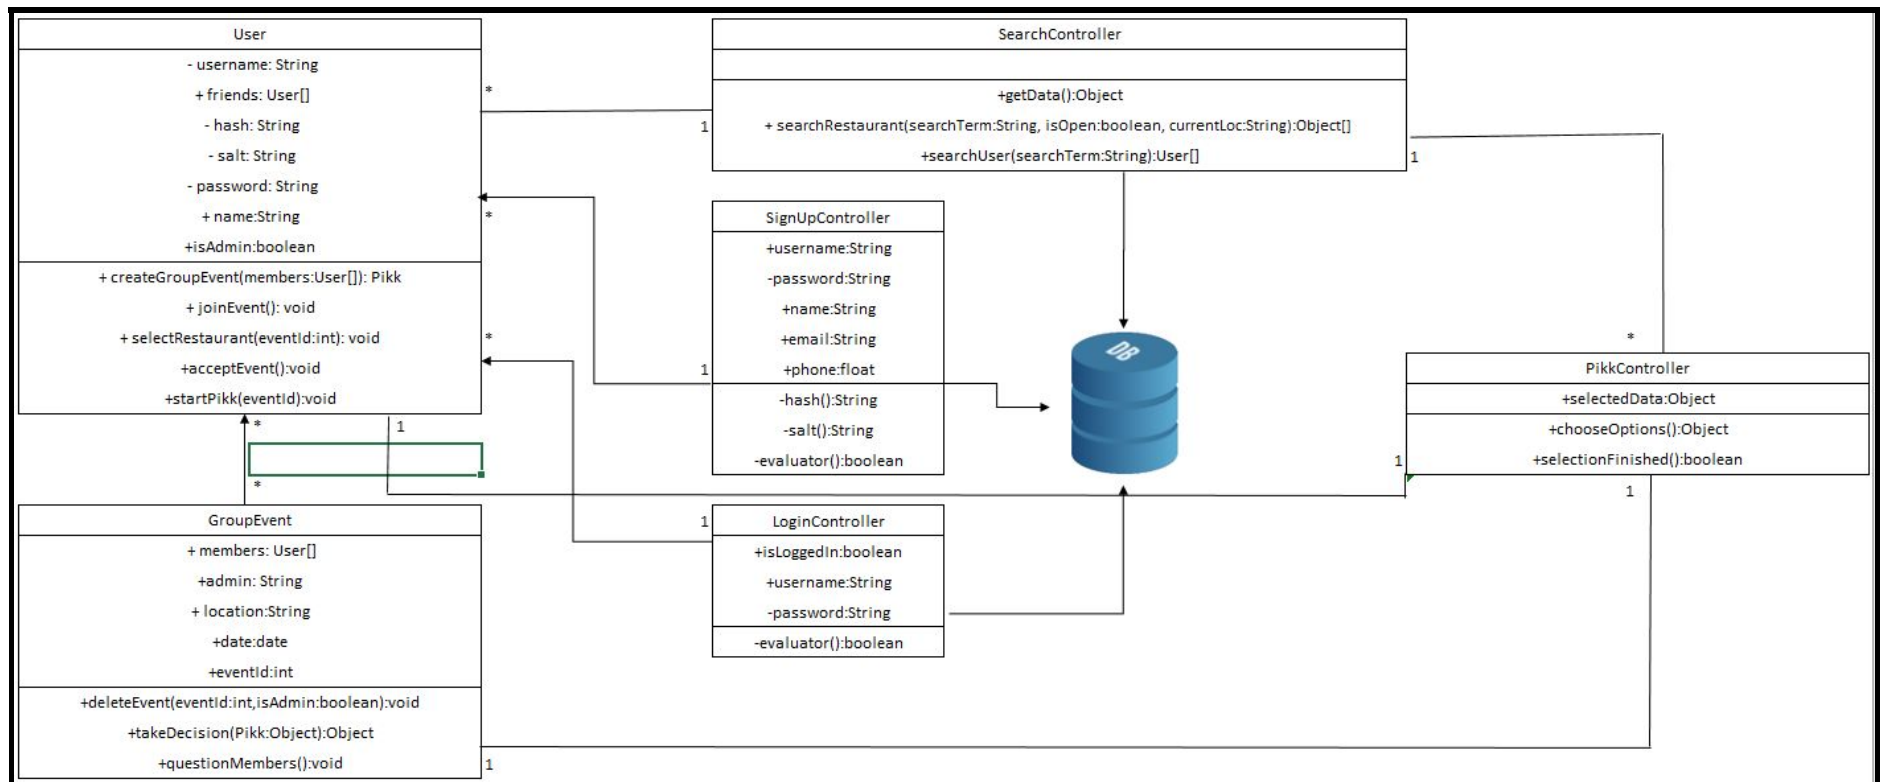 User
- username: String
+ friends: User[]
- hash: String
- salt: String
- password: String
+ name:String
+isAdmin:boolean
+ createGroupEvent(members:User[]): Pikk
+ joinEvent(): void
+ selectRestaurant(eventId:int): void
+acceptEvent():void
+startPikk(eventId):void
*
*
*
*
1
*
SearchController
+getData():Object
+ searchRestaurant(searchTerm:String, isOpen:boolean, currentLoc:String):Object[]
+searchUser(searchTerm:String):User[]
1
1
SignUpController
+username:String
-password:String
+name:String
+email:String
+phone:float
-hash():String
-salt():String
-evaluator():boolean
1
DB
*
PikkController
+selectedData:Object
+chooseOptions():Object
+selectionFinished():boolean
1
1
GroupEvent
+ members: User[]
+admin: String
+ location:String
+date:date
+eventId:int
+deleteEvent(eventId:int,isAdmin:boolean):void
+takeDecision(Pikk:Object):Object
+questionMembers():void
1
1
LoginController
+isLoggedIn:boolean
+username:String
-password:String
-evaluator():boolean